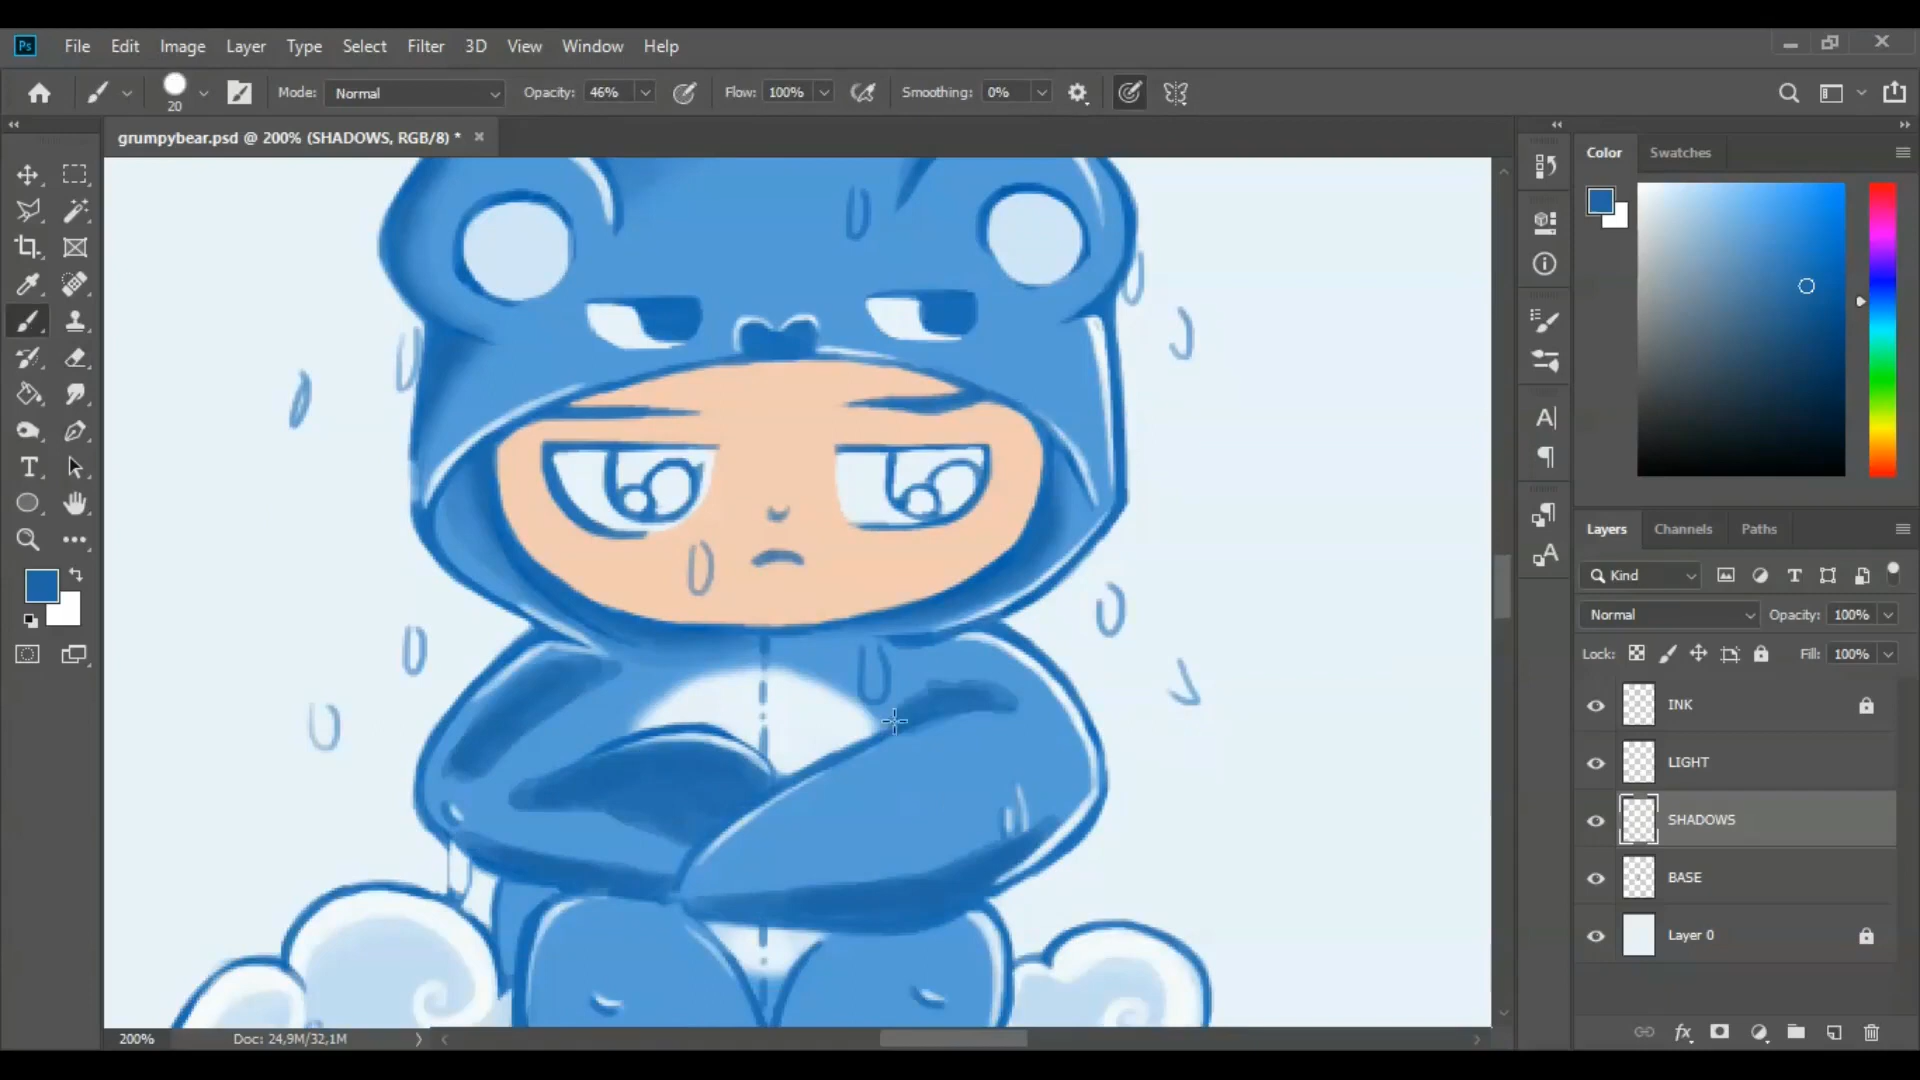 Ps File Edit Image Layer Type Select Filter 3D View Window Help
20 Mode: Normal Opacity: 46% Flow: 100% Smoothing: 0%
grumpybear.psd @ 200% (SHADOWS, RGB/8) *
Color Swatches
Layers Channels Paths
Kind
Normal Opacity: 100%
Lock: Fill: 100%
INK
LIGHT
SHADOWS
BASE
Layer 0
200% Doc: 24,9M/32,1M